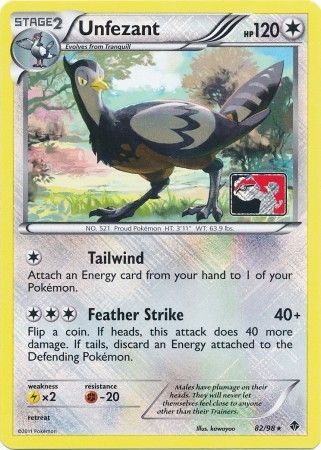 STAGE2
Unfezant
HP120
Evolves from Tranquill
NO. 521 Proud Pokémon HT: 3'11" WT: 63.9 lbs.
Tailwind
Attach an Energy card from your hand to 1 of your
Pokémon.
Feather Strike 40+
Flip a coin. If heads, this attack does 40 more
damage. If tails, discard an Energy attached to the
Defending Pokémon.
weakness
×2
resistance
-20
retreat
Males have plumage on their
heads. They will never let
themselves feel close to anyone
other than their Trainers.
©2011 Pokémon
Illus. kawayoo
82/98★